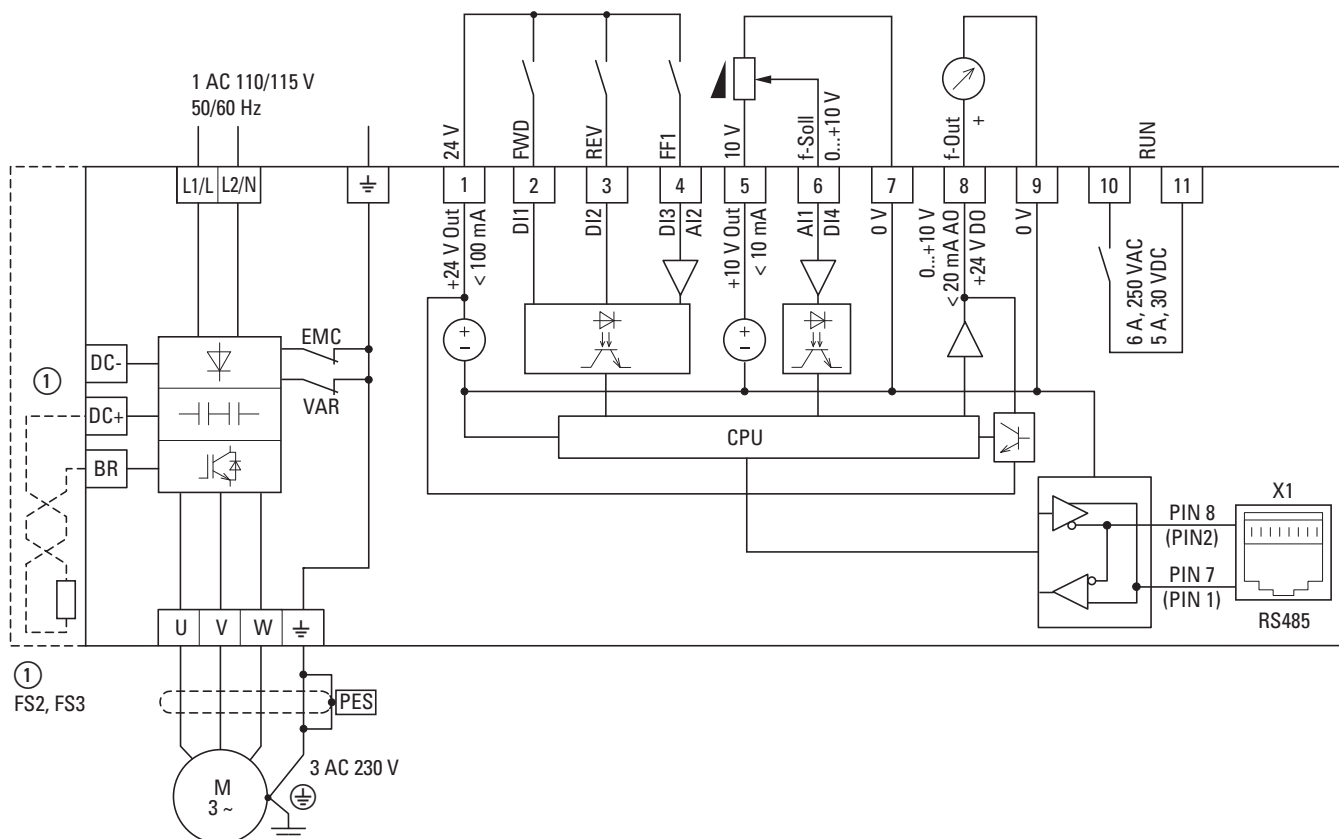 1 AC 110/115 V
50/60 Hz
24 V
FWD
REV
FF1
10 V
f-Soll
0...+10 V
f-Out
+
RUN
L1/L
L2/N
1
2
3
4
5
6
7
8
9
10
11
+24 V Out
< 100 mA
DI1
DI2
DI3
AI2
+10 V Out
< 10 mA
AI1
DI4
0 V
0...+10 V
< 20 mA AO
+24 V DO
0 V
6 A, 250 VAC
5 A, 30 VDC
+
-
+
-
EMC
VAR
DC-
DC+
BR
1
CPU
X1
PIN 8
(PIN2)
PIN 7
(PIN 1)
RS485
U
V
W
1
FS2, FS3
PES
3 AC 230 V
M
3 ~